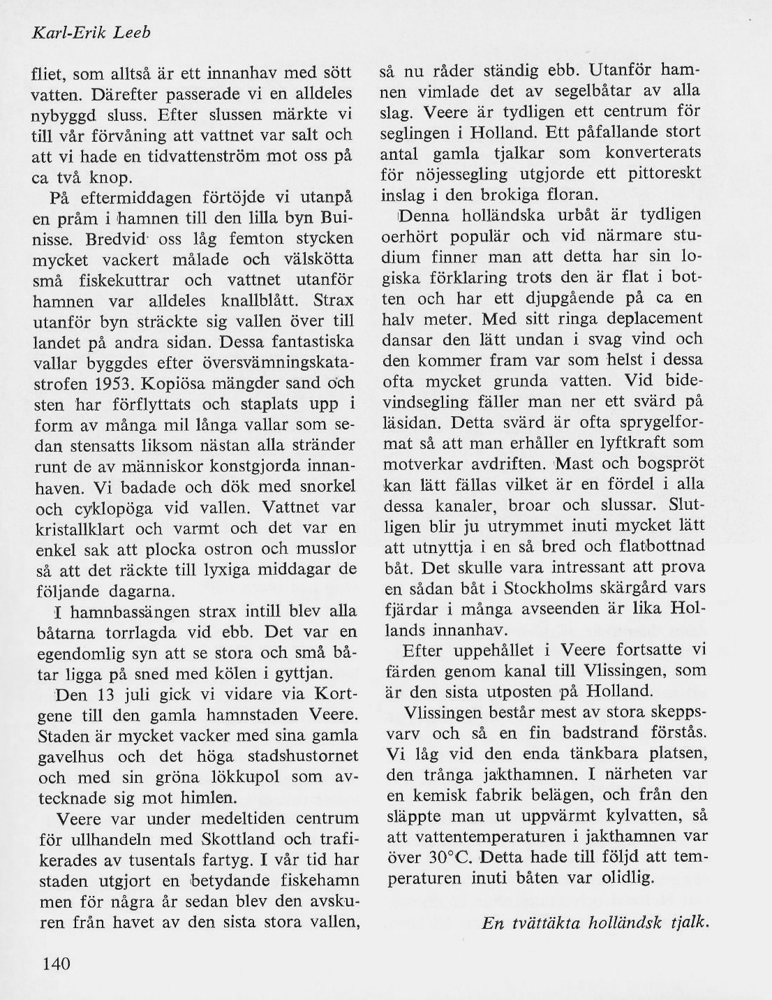 Karl-Erik Leeb
fliet, som alltså är ett innanhav med sött
vatten. Därefter passerade vi en alldeles
nybyggd sluss. Efter slussen märkte vi
till vår förvåning att vattnet var salt och
att vi hade en tidvattenström mot oss på
ca två knop.
På eftermiddagen förtöjde vi utanpå
en pråm i hamnen till den lilla byn Bui-
nisse. Bredvid oss låg femton stycken
mycket vackert målade och välskötta
små fiskekuttrar och vattnet utanför
hamnen var alldeles knallblått. Strax
utanför byn sträckte sig vallen över till
landet på andra sidan. Dessa fantastiska
vallar byggdes efter översvämningskata-
strofen 1953. Kopiösa mängder sand och
sten har förflyttats och staplats upp i
form av många mil långa vallar som se-
dan stensatts liksom nästan alla stränder
runt de av människor konstgjorda innan-
haven. Vi badade och dök med snorkel
och cyklopöga vid vallen. Vattnet var
kristallklart och varmt och det var en
enkel sak att plocka ostron och musslor
så att det räckte till lyxiga middagar de
följande dagarna.
I hamnbassängen strax intill blev alla
båtarna torrlagda vid ebb. Det var en
egendomlig syn att se stora och små bå-
tar ligga på sned med kölen i gyttjan.
Den 13 juli gick vi vidare via Kort-
gene till den gamla hamnstaden Veere.
Staden är mycket vacker med sina gamla
gavelhus och det höga stadshustornet
och med sin gröna lökkupol som av-
tecknade sig mot himlen.
Veere var under medeltiden centrum
för ullhandeln med Skottland och trafi-
kerades av tusentals fartyg. I vår tid har
staden utgjort en betydande fiskehamn
men för några år sedan blev den avsku-
ren från havet av den sista stora vallen,
så nu råder ständig ebb. Utanför ham-
nen vimlade det av segelbåtar av alla
slag. Veere är tydligen ett centrum för
seglingen i Holland. Ett påfallande stort
antal gamla tjalkar som konverterats
för nöjessegling utgjorde ett pittoreskt
inslag i den brokiga floran.
Denna holländska urbåt är tydligen
oerhört populär och vid närmare stu-
dium finner man att detta har sin lo-
giska förklaring trots den är flat i bot-
ten och har ett djupgående på ca en
halv meter. Med sitt ringa deplacement
dansar den lätt undan i svag vind och
den kommer fram var som helst i dessa
ofta mycket grunda vatten. Vid bide-
vindsegling fäller man ner ett svärd på
läsidan. Detta svärd är ofta sprygelfor-
mat så att man erhåller en lyftkraft som
motverkar avdriften. Mast och bogspröt
kan lätt fällas vilket är en fördel i alla
dessa kanaler, broar och slussar. Slut-
ligen blir ju utrymmet inuti mycket lätt
att utnyttja i en så bred och flatbottnad
båt. Det skulle vara intressant att prova
en sådan båt i Stockholms skärgård vars
fjärdar i många avseenden är lika Hol-
lands innanhav.
Efter uppehållet i Veere fortsatte vi
färden genom kanal till Vlissingen, som
är den sista utposten på Holland.
Vlissingen består mest av stora skepps-
varv och så en fin badstrand förstås.
Vi låg vid den enda tänkbara platsen,
den trånga jakthamnen. I närheten var
en kemisk fabrik belägen, och från den
släppte man ut uppvärmt kylvatten, så
att vattentemperaturen i jakthamnen var
över 30°C. Detta hade till följd att tem-
peraturen inuti båten var olidlig.
En tvättäkta holländsk tjalk.
140